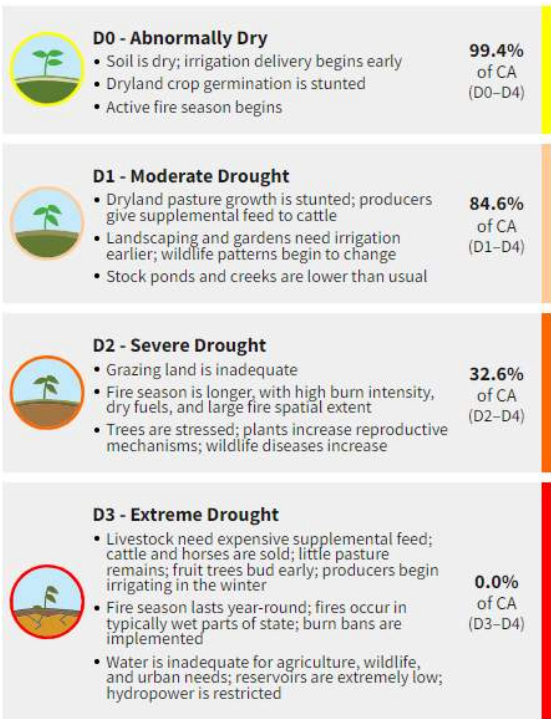 D0 - Abnormally Dry
• Soil is dry; irrigation delivery begins early
• Dryland crop germination is stunted
• Active fire season begins
99.4%
of CA
(D0–D4)
D1 - Moderate Drought
• Dryland pasture growth is stunted; producers
give supplemental feed to cattle
• Landscaping and gardens need irrigation
earlier; wildlife patterns begin to change
• Stock ponds and creeks are lower than usual
84.6%
of CA
(D1–D4)
D2 - Severe Drought
• Grazing land is inadequate
• Fire season is longer, with high burn intensity,
dry fuels, and large fire spatial extent
• Trees are stressed; plants increase reproductive
mechanisms; wildlife diseases increase
32.6%
of CA
(D2–D4)
D3 - Extreme Drought
• Livestock need expensive supplemental feed;
cattle and horses are sold; little pasture
remains; fruit trees bud early; producers begin
irrigating in the winter
• Fire season lasts year-round; fires occur in
typically wet parts of state; burn bans are
implemented
• Water is inadequate for agriculture, wildlife,
and urban needs; reservoirs are extremely low;
hydropower is restricted
0.0%
of CA
(D3–D4)